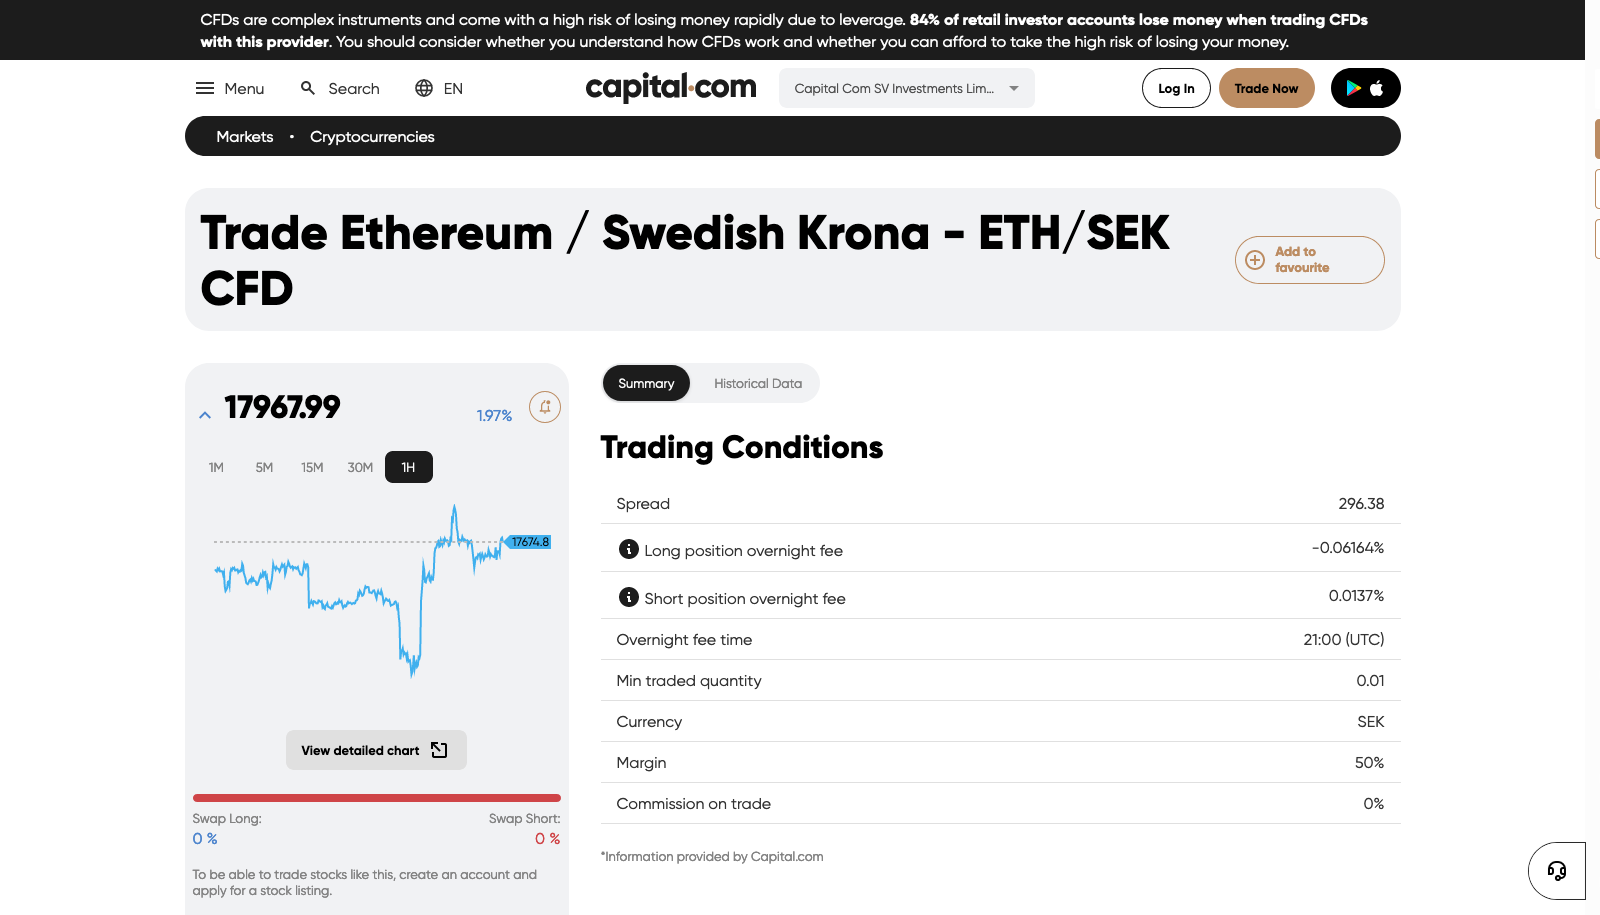 CFDs are complex instruments and come with a high risk of losing money rapidly due to leverage. 84% of retail investor accounts lose money when trading CFDs
with this provider. You should consider whether you understand how CFDs work and whether you can afford to take the high risk of losing your money.
Menu
Search
EN
capital.com
Capital Com SV Investments Lim...
Log In
Trade Now
Markets • Cryptocurrencies
Trade Ethereum / Swedish Krona - ETH/SEK
CFD
Add to
favourite
17967.99
1.97%
1M 5M 15M 30M 1H
17674.8
View detailed chart
Swap Long:
0 %
Swap Short:
0 %
To be able to trade stocks like this, create an account and
apply for a stock listing.
Summary
Historical Data
Trading Conditions
Spread 296.38
Long position overnight fee -0.06164%
Short position overnight fee 0.0137%
Overnight fee time 21:00 (UTC)
Min traded quantity 0.01
Currency SEK
Margin 50%
Commission on trade 0%
*Information provided by Capital.com